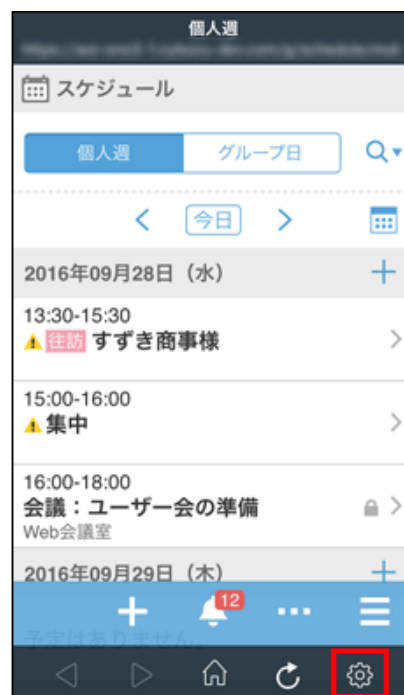 個人週
スケジュール
個人週 グループ日
今日
2016年09月28日（水）
13:30-15:30
往訪 すずき商事様
15:00-16:00
集中
16:00-18:00
会議：ユーザー会の準備
Web会議室
2016年09月29日（木）
12
予定はありません。